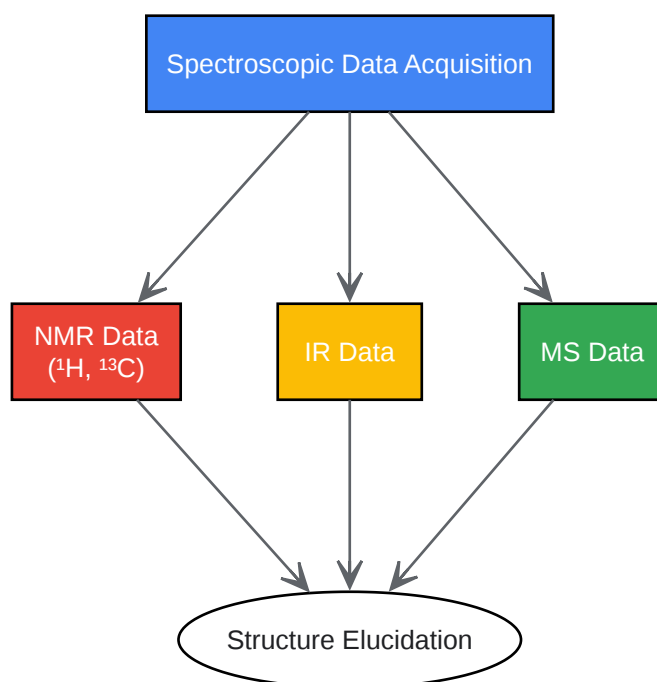 Spectroscopic Data Acquisition
NMR Data
(¹H, ¹³C)
IR Data
MS Data
Structure Elucidation